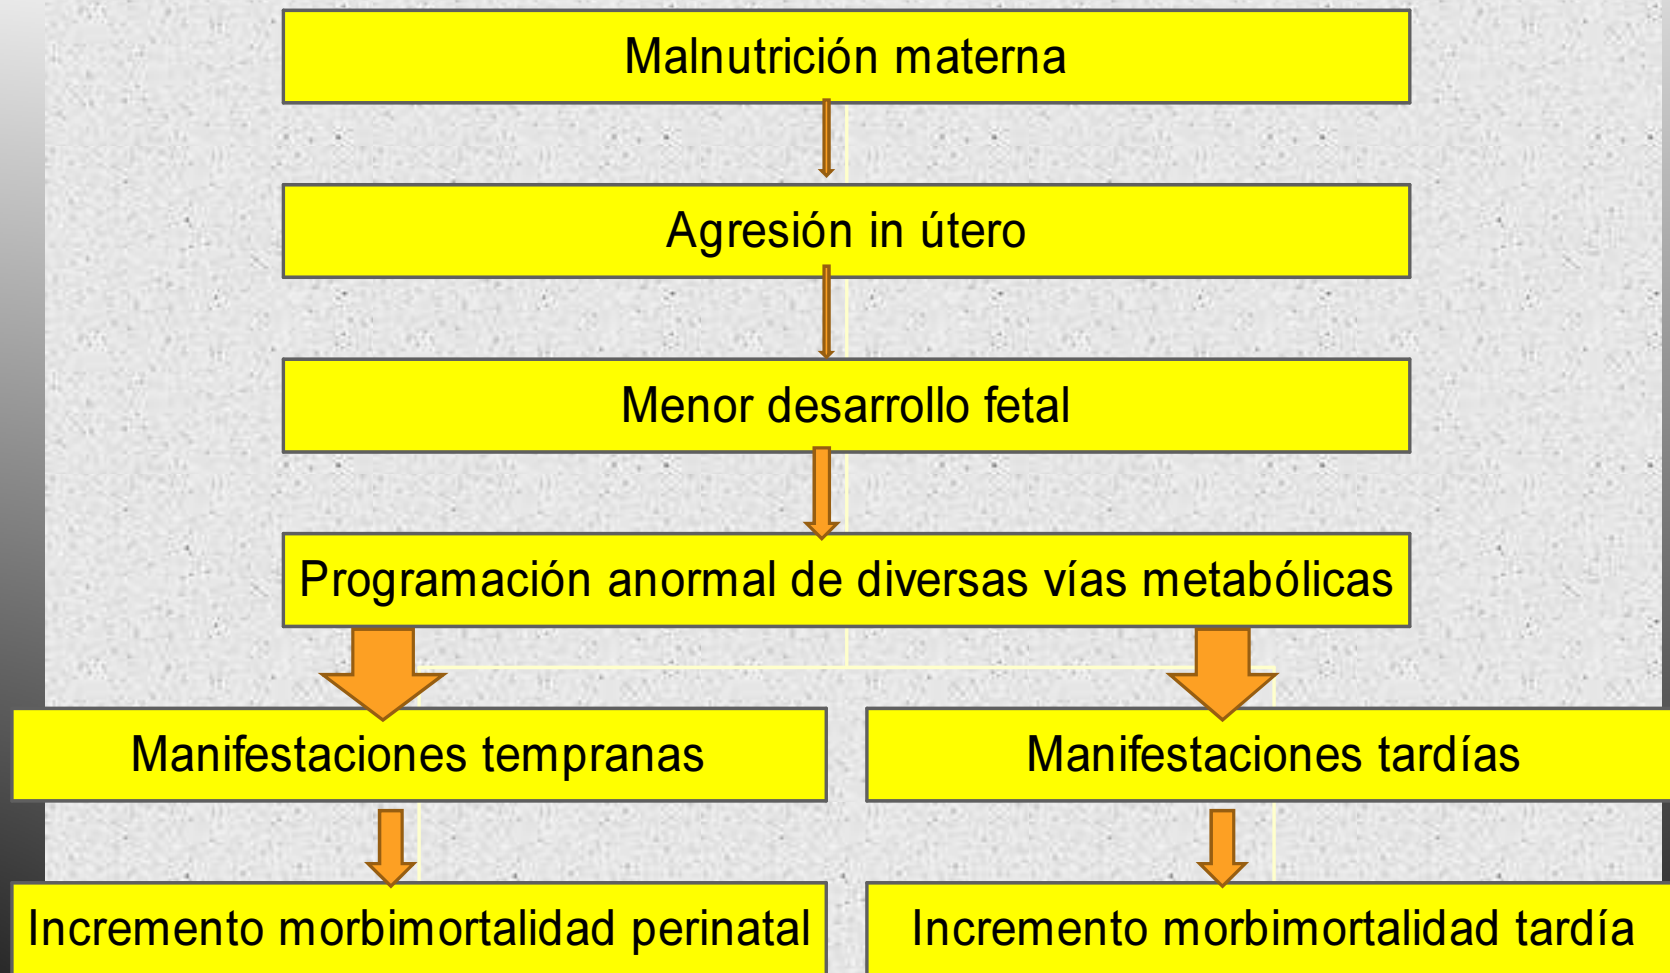 Malnutrición materna
Agresión in útero
Menor desarrollo fetal
Programación anormal de diversas vías metabólicas
Manifestaciones tempranas
Manifestaciones tardías
Incremento morbimortalidad perinatal
Incremento morbimortalidad tardía